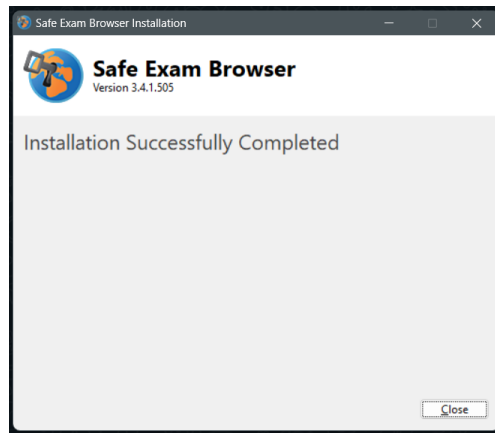 Safe Exam Browser Installation
Safe Exam Browser
Version 3.4.1.505
Installation Successfully Completed
Close